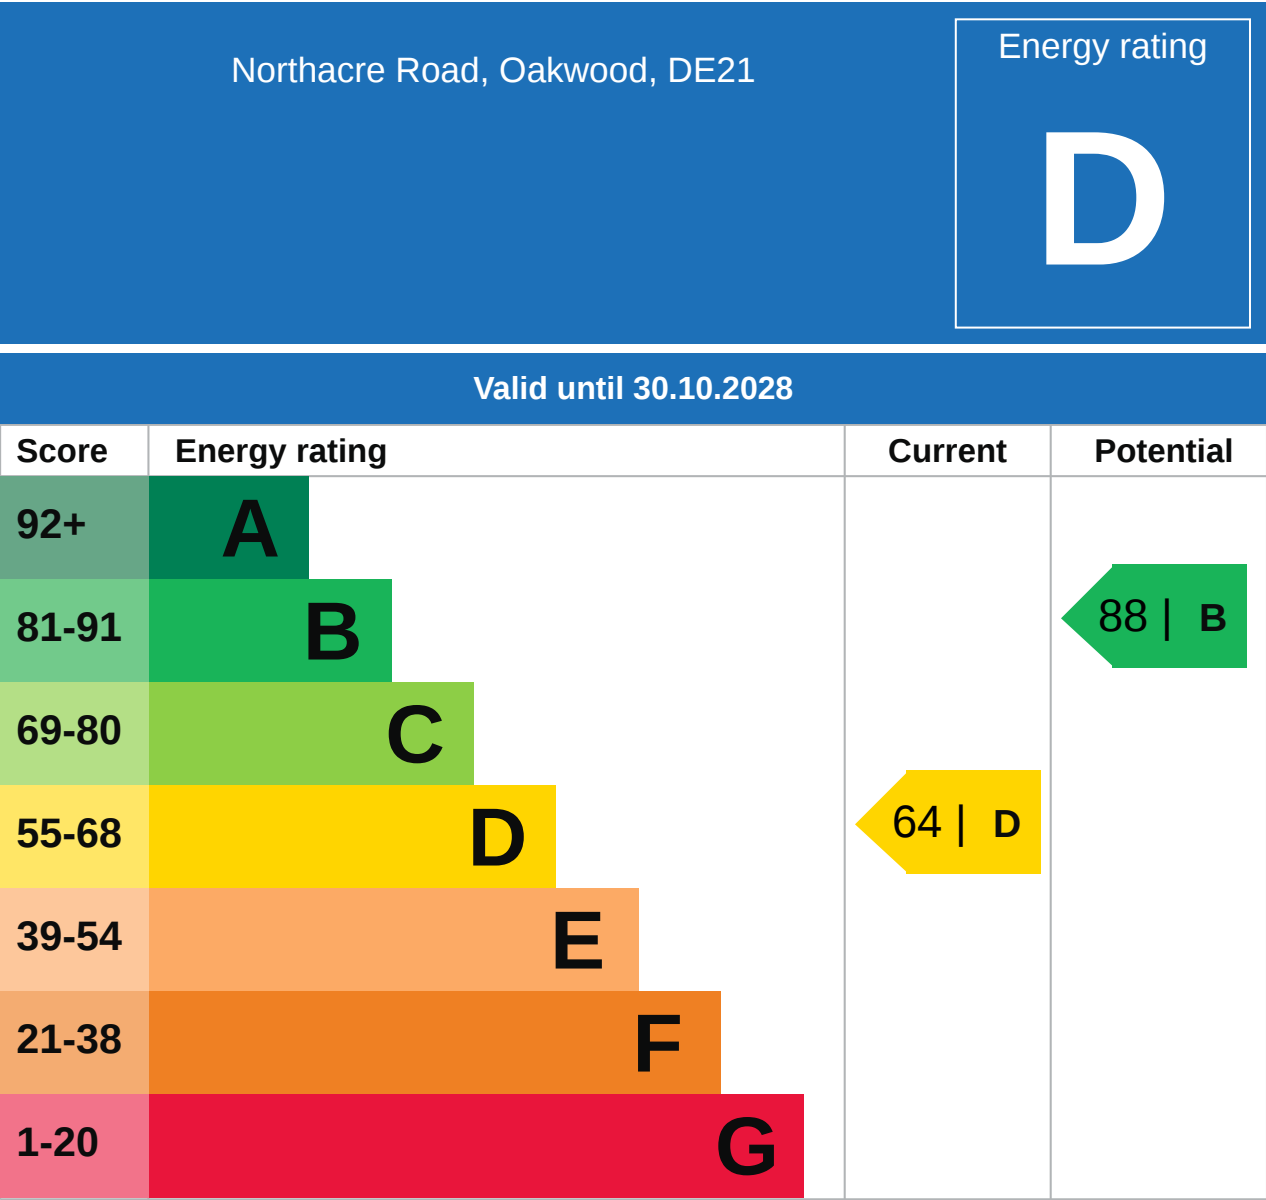 Northacre Road, Oakwood, DE21
Energy rating
D
Valid until 30.10.2028
Score Energy rating Current Potential
92+ A
81-91 B 88 | B
69-80 C
55-68 D 64 | D
39-54 E
21-38 F
1-20 G